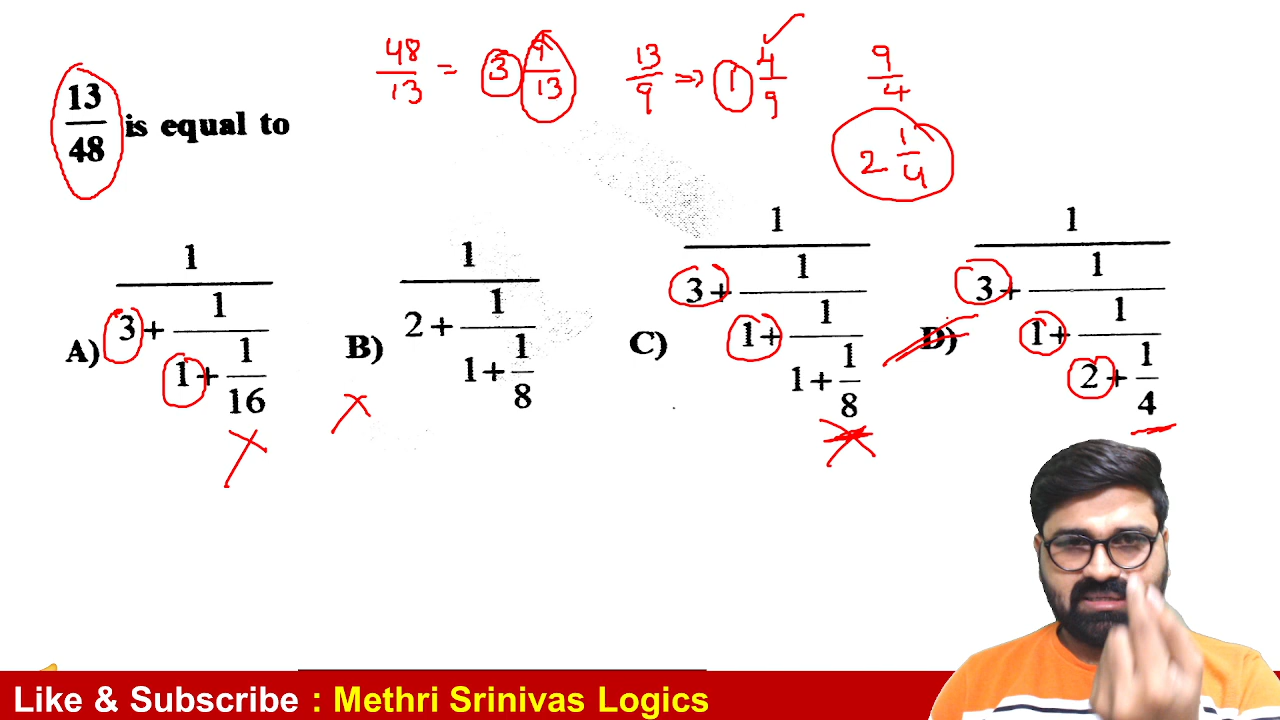 48/13 = 3 9/13
13/9 => 1 4/9
9/4
2 1/4
13/48 is equal to
A) 1/(3+1/(1+1/16))
B) 1/(2+1/(1+1/8))
C) 1/(3+1/(1+1/(1+1/8)))
D) 1/(3+1/(1+1/(2+1/4)))
Like & Subscribe : Methri Srinivas Logics